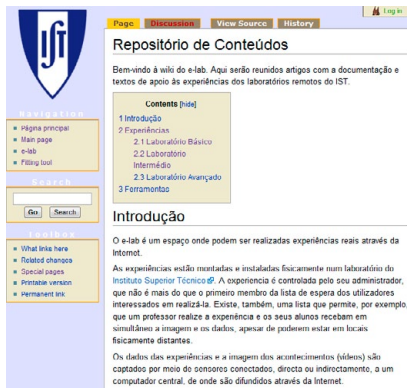 Log in
Page
Discussion
View Source
History
IST
Repositório de Conteúdos
Bem-vindo à wiki do e-lab. Aqui serão reunidos artigos com a documentação e
textos de apoio às experiências dos laboratórios remotos do IST.
Contents [hide]
1 Introdução
2 Experiências
2.1 Laboratório Básico
2.2 Laboratório
Intermédio
2.3 Laboratório Avançado
3 Ferramentas
Navigation
Página principal
Main page
e-lab
Fitting tool
Search
Go
Search
toolbox
What links here
Related changes
Special pages
Printable version
Permanent link
Introdução
O e-lab é um espaço onde podem ser realizadas experiências reais através da
Internet.
As experiências estão montadas e instaladas fisicamente num laboratório do
Instituto Superior Técnico. A experiencia é controlada pelo seu administrador,
que não é mais do que o primeiro membro da lista de espera dos utilizadores
interessados em realizá-la. Existe, também, uma lista que permite, por exemplo,
que um professor realize a experiência e os seus alunos recebam em
simultâneo a imagem e os dados, apesar de poderem estar em locais
fisicamente distantes.
Os dados das experiências e a imagem dos acontecimentos (vídeos) são
captados por meio de sensores conectados, directa ou indirectamente, a um
computador central, de onde são difundidos através da Internet.